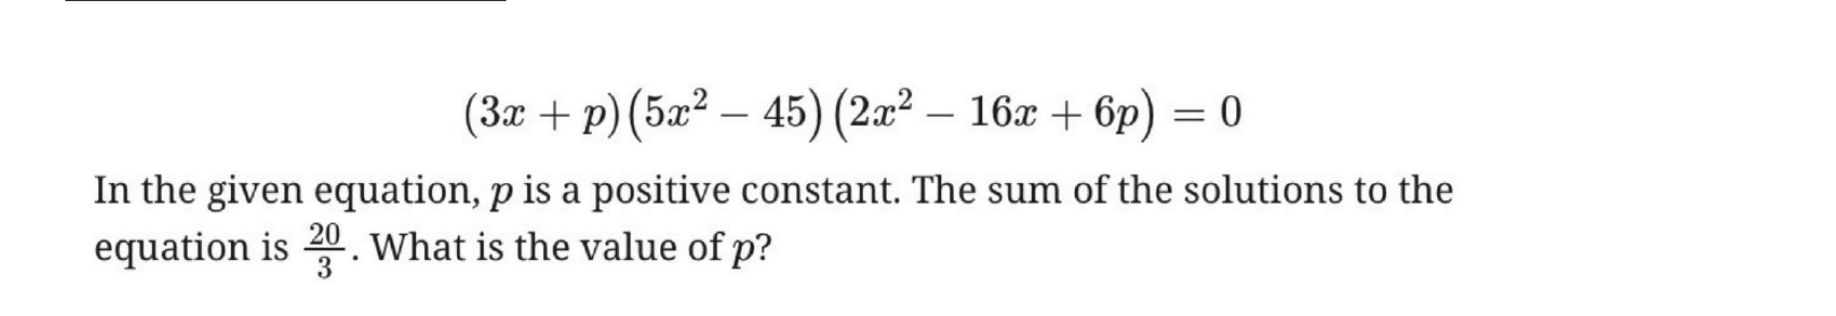 (3x + p)(5x² − 45)(2x² − 16x + 6p) = 0
In the given equation, p is a positive constant. The sum of the solutions to the
equation is 20/3. What is the value of p?